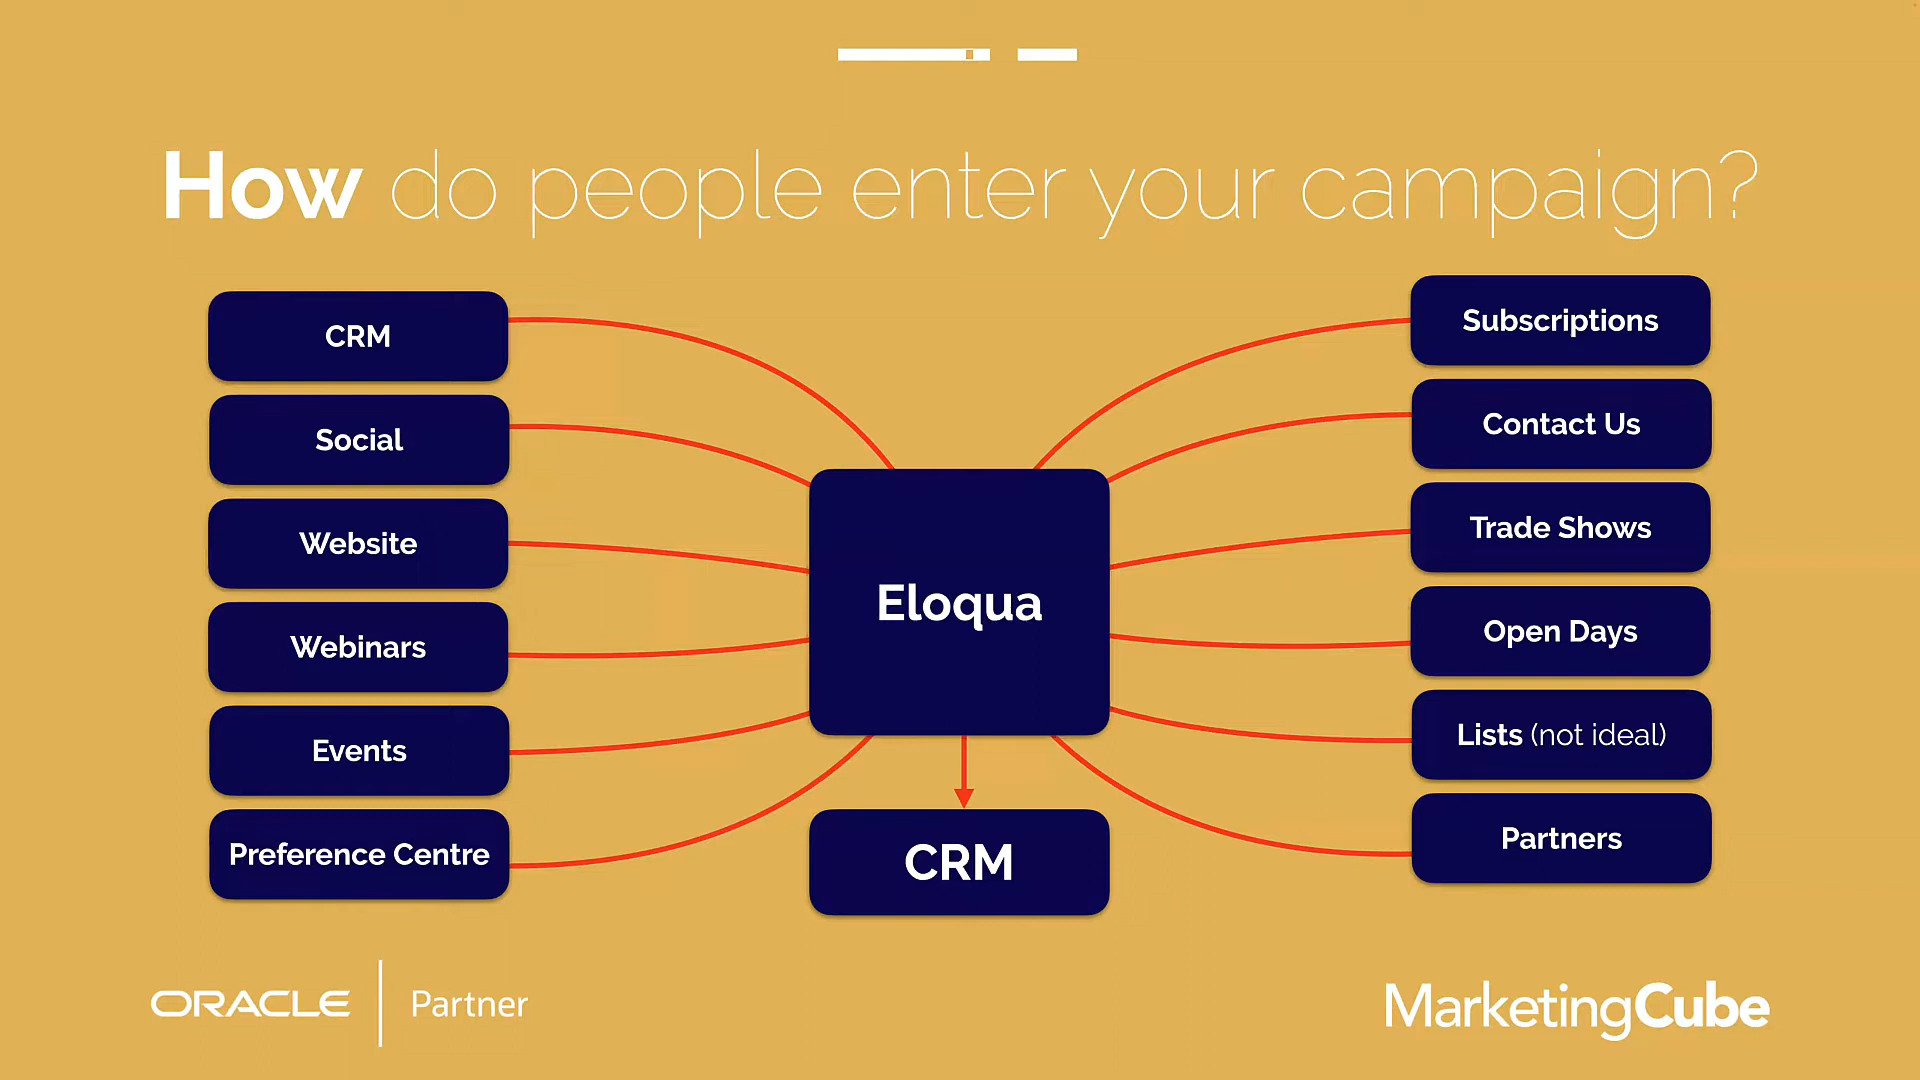 How do people enter your campaign?
CRM
Social
Website
Webinars
Events
Preference Centre
Eloqua
CRM
Subscriptions
Contact Us
Trade Shows
Open Days
Lists (not ideal)
Partners
ORACLE | Partner
MarketingCube